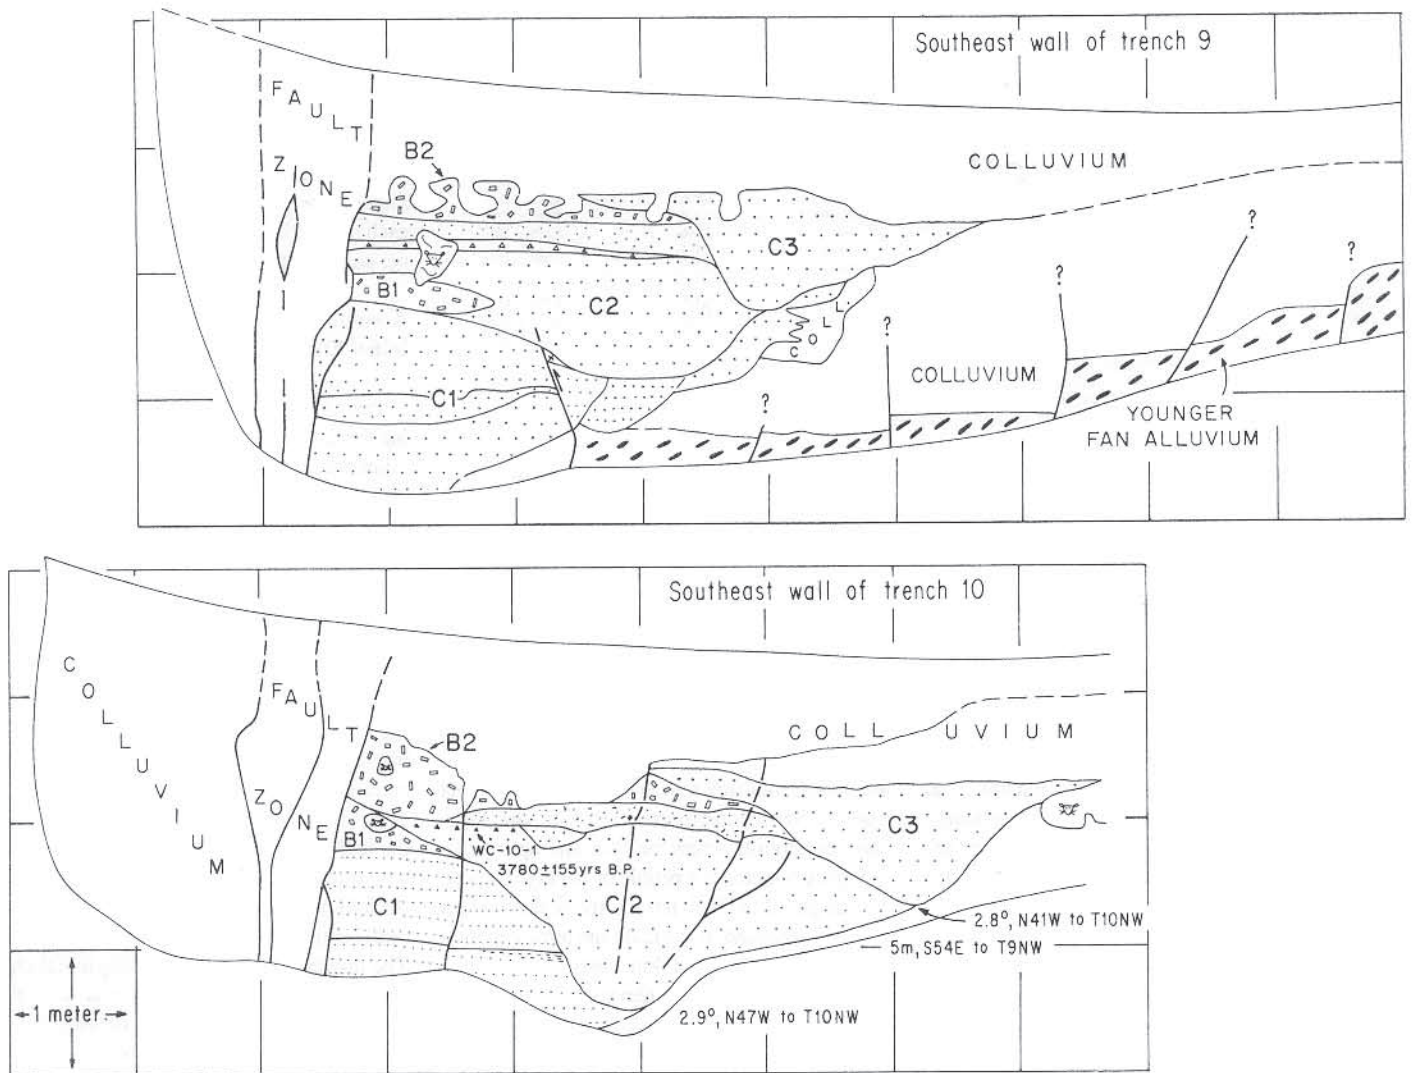 Southeast wall of trench 9
FAULT
ZONE
B2
COLLUVIUM
C3
B1
C2
COLL
C1
COLLUVIUM
YOUNGER
FAN ALLUVIUM
?
?
?
?
?
Southeast wall of trench 10
COLLUVIUM
FAULT
ZONE
B2
COLLUVIUM
B1
WC-10-1
3780±155yrs B.P.
C3
C1
C2
2.8°, N41W to T10NW
5m, S54E to T9NW
2.9°, N47W to T10NW
1 meter